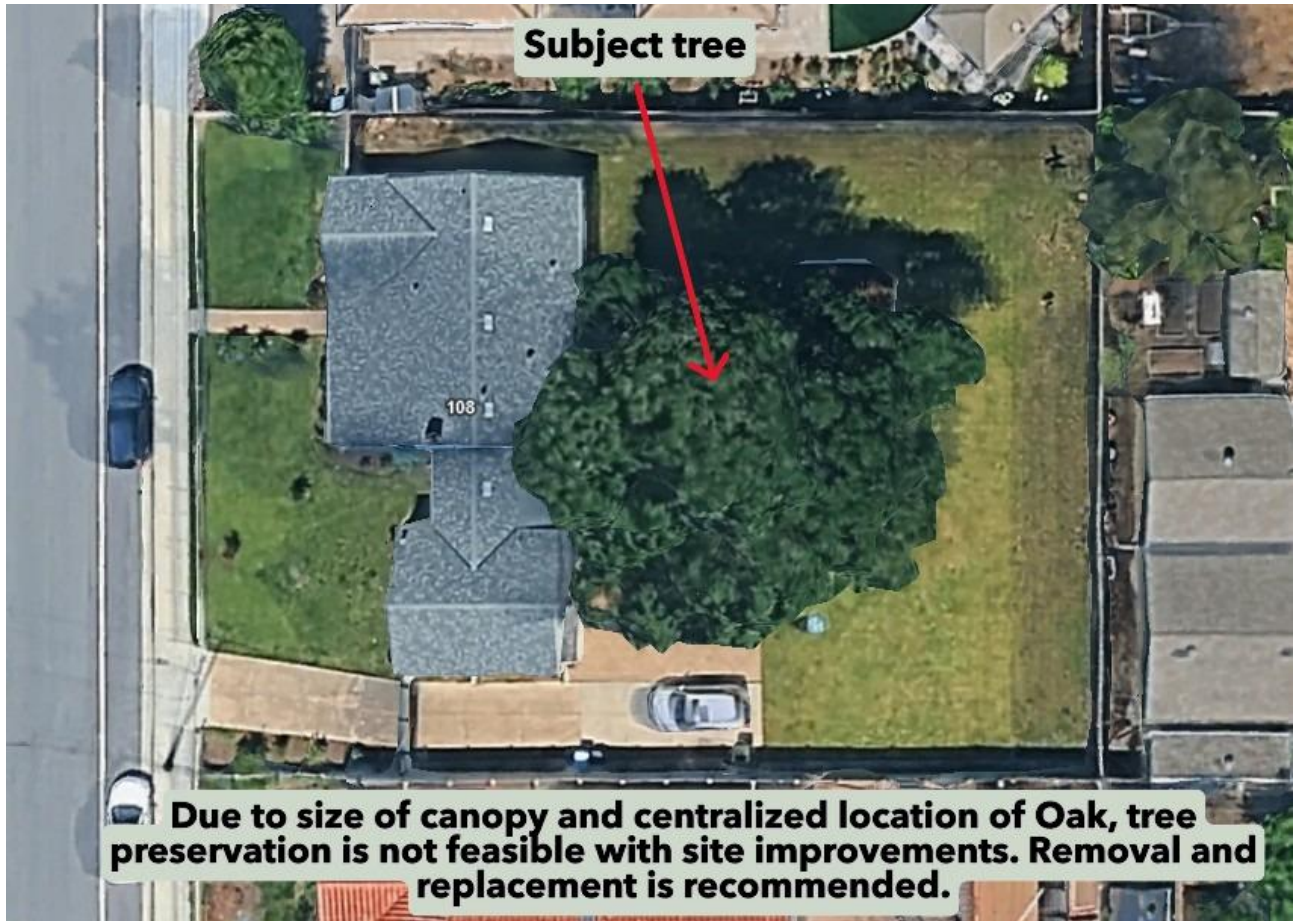 Subject tree
108
Due to size of canopy and centralized location of Oak, tree
preservation is not feasible with site improvements. Removal and
replacement is recommended.